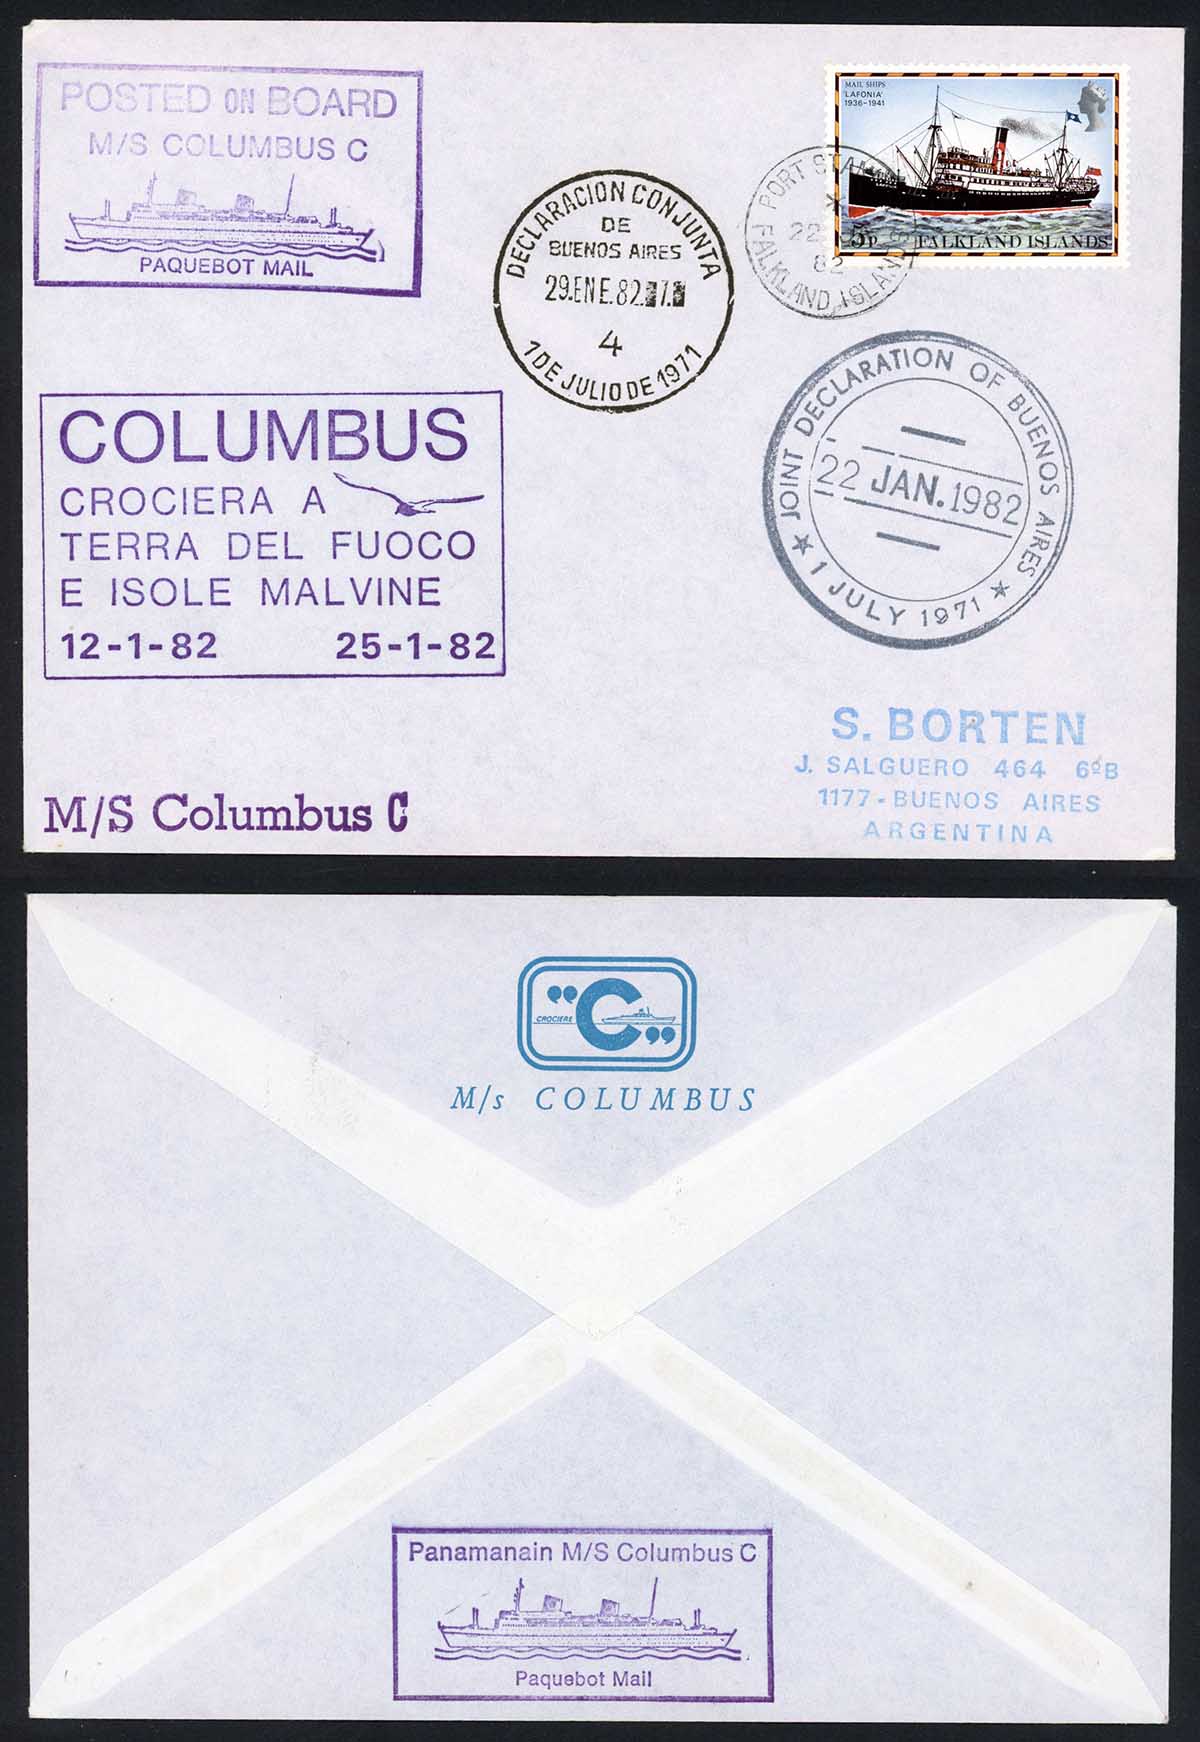 POSTED ON BOARD
M/S COLUMBUS C
PAQUEBOT MAIL
DECLARACION CONJUNTA
DE
BUENOS AIRES
29.ENE.82
4
1 DE JULIO DE 1971
MAIL SHIPS
'LAFONIA'
1936-1941
5p FALKLAND ISLANDS
PORT STANLEY
22
82
FALKLAND ISLANDS
COLUMBUS
CROCIERA A
TERRA DEL FUOCO
E ISOLE MALVINE
12-1-82 25-1-82
JOINT DECLARATION OF BUENOS AIRES
22 JAN. 1982
★ 1 JULY 1971 ★
S. BORTEN
J. SALGUERO 464 6ºB
1177-BUENOS AIRES
ARGENTINA
M/S Columbus C
"C"
CROCIERE
M/s COLUMBUS
Panamanain M/S Columbus C
Paquebot Mail